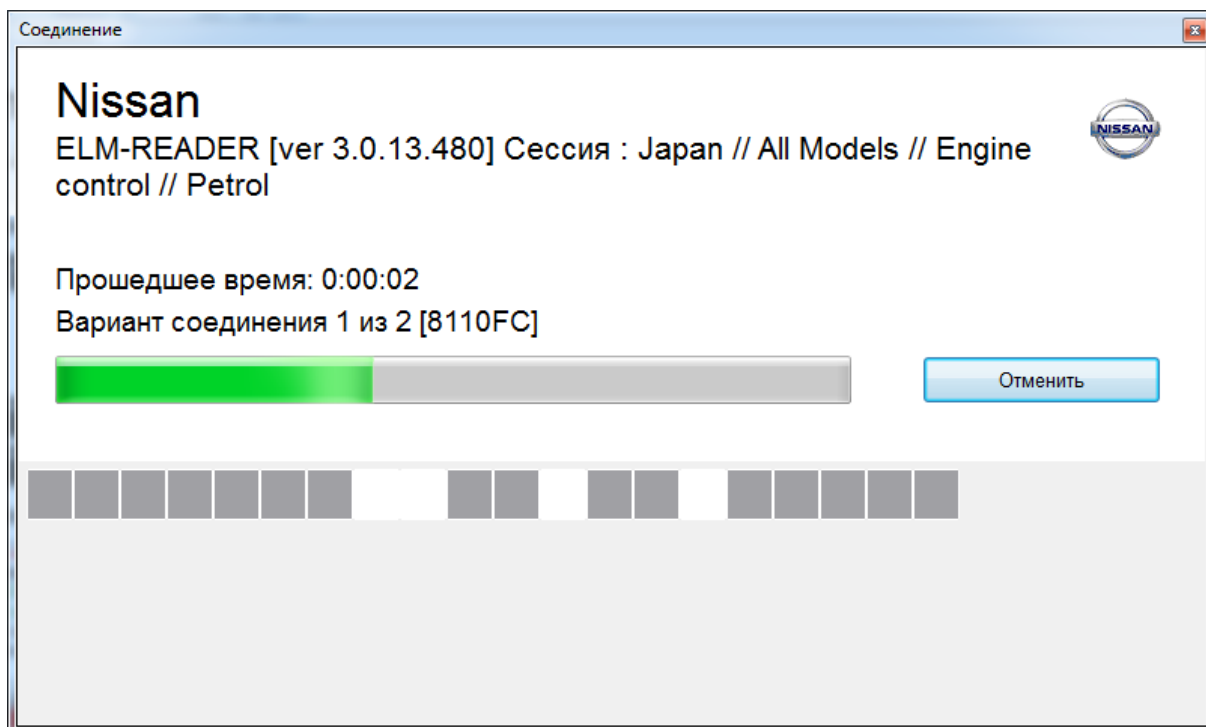 Соединение
Nissan
NISSAN
ELM-READER [ver 3.0.13.480] Сессия : Japan // All Models // Engine
control // Petrol
Прошедшее время: 0:00:02
Вариант соединения 1 из 2 [8110FC]
Отменить